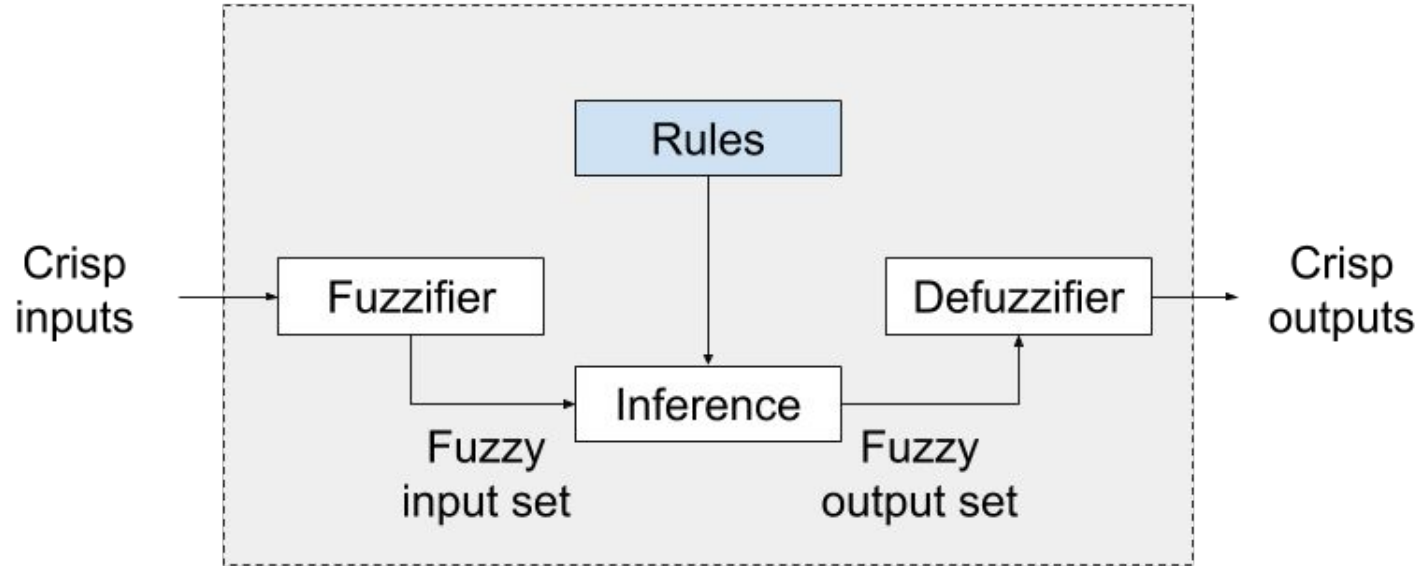 Rules
Crisp
inputs
Fuzzifier
Defuzzifier
Crisp
outputs
Inference
Fuzzy
input set
Fuzzy
output set